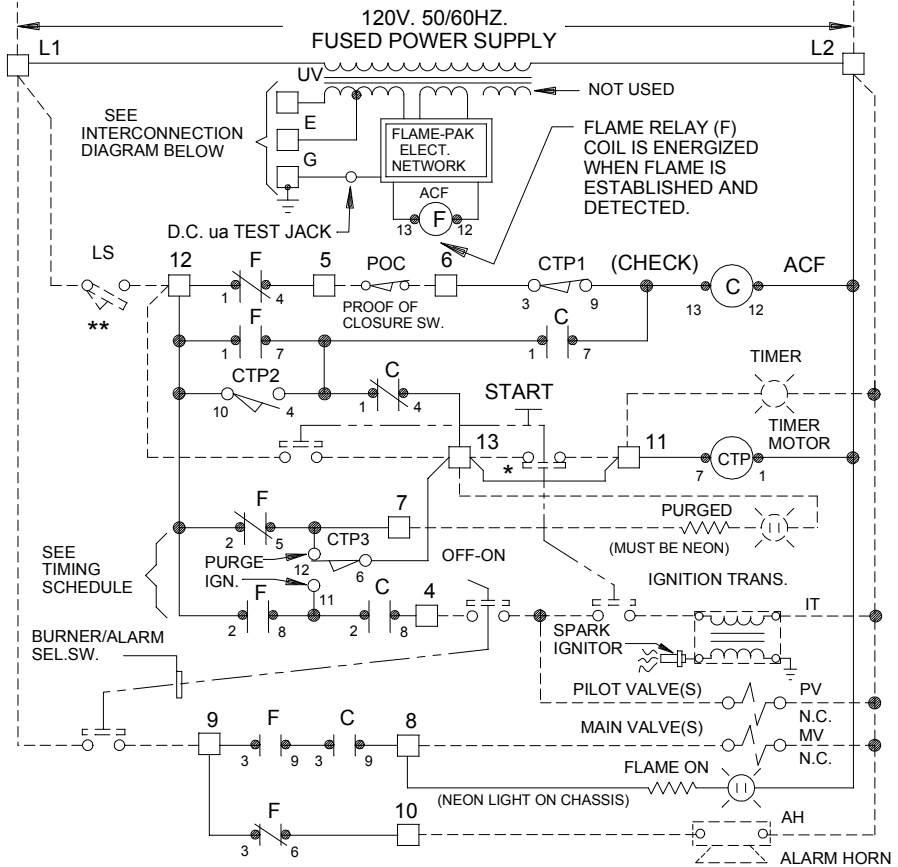 120V. 50/60HZ.
FUSED POWER SUPPLY
L1
L2
UV
NOT USED
SEE
INTERCONNECTION
DIAGRAM BELOW
E
G
FLAME-PAK
ELECT.
NETWORK
FLAME RELAY (F)
COIL IS ENERGIZED
WHEN FLAME IS
ESTABLISHED AND
DETECTED.
ACF
13 F 12
D.C. ua TEST JACK
LS
**
12
F
1 4
5
POC
PROOF OF
CLOSURE SW.
6
CTP1
3 9
(CHECK)
C
13 12
ACF
F
1 7
C
1 7
CTP2
10 4
C
1 4
START
TIMER
13
*
11
TIMER
MOTOR
7 CTP 1
F
2 5
7
PURGED
(MUST BE NEON)
SEE
TIMING
SCHEDULE
PURGE
IGN.
CTP3
12 6
11
OFF-ON
IGNITION TRANS.
F
2 8
C
2 8
4
IT
BURNER/ALARM
SEL.SW.
SPARK
IGNITOR
PILOT VALVE(S)
PV
N.C.
MAIN VALVE(S)
MV
N.C.
9
F
3 9
C
3 9
8
FLAME ON
(NEON LIGHT ON CHASSIS)
F
3 6
10
AH
ALARM HORN